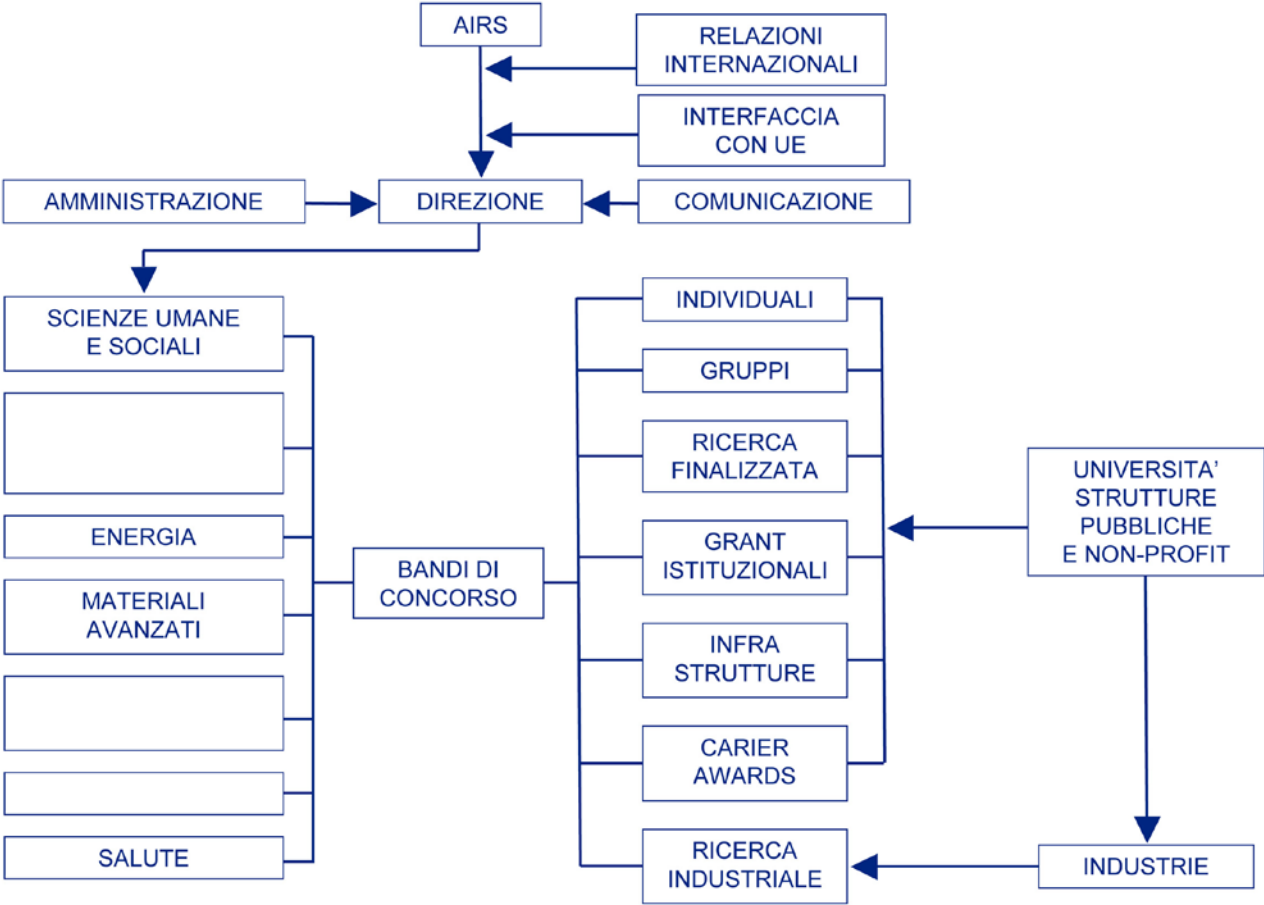 AIRS
RELAZIONI
INTERNAZIONALI
INTERFACCIA
CON UE
AMMINISTRAZIONE
DIREZIONE
COMUNICAZIONE
SCIENZE UMANE
E SOCIALI
ENERGIA
MATERIALI
AVANZATI
SALUTE
BANDI DI
CONCORSO
INDIVIDUALI
GRUPPI
RICERCA
FINALIZZATA
GRANT
ISTITUZIONALI
INFRA
STRUTTURE
CARIER
AWARDS
RICERCA
INDUSTRIALE
UNIVERSITA’
STRUTTURE
PUBBLICHE
E NON-PROFIT
INDUSTRIE